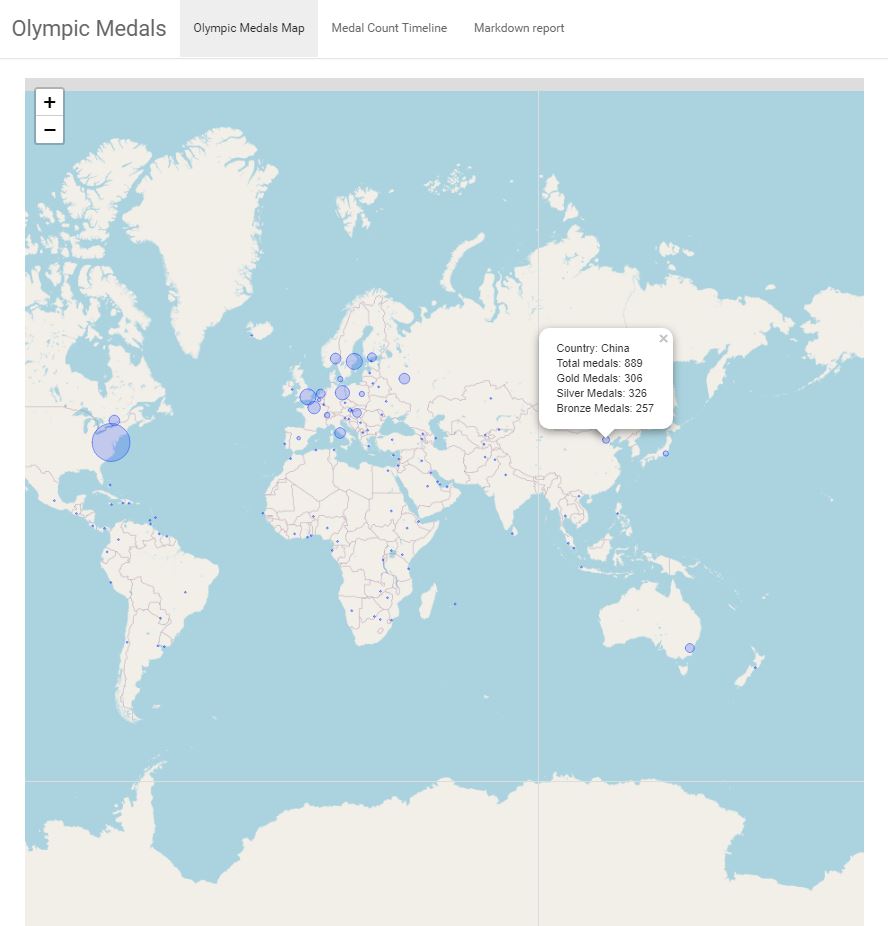 Olympic Medals
Olympic Medals Map
Medal Count Timeline
Markdown report
+
−
×
Country: China
Total medals: 889
Gold Medals: 306
Silver Medals: 326
Bronze Medals: 257